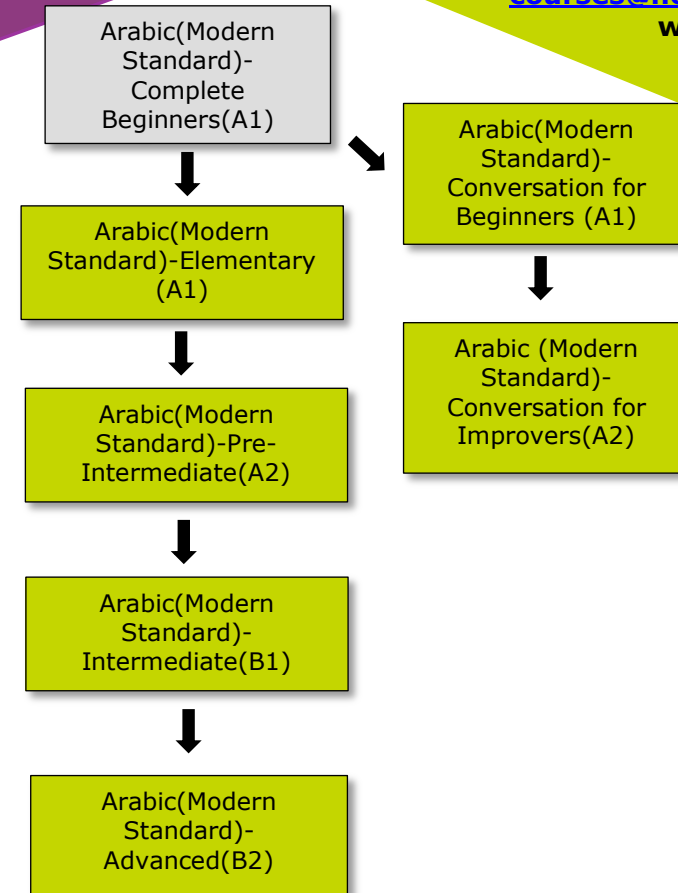 Arabic(Modern
Standard)-
Complete
Beginners(A1)
Arabic(Modern
Standard)-
Conversation for
Beginners (A1)
Arabic(Modern
Standard)-Elementary
(A1)
Arabic (Modern
Standard)-
Conversation for
Improvers(A2)
Arabic(Modern
Standard)-Pre-
Intermediate(A2)
Arabic(Modern
Standard)-
Intermediate(B1)
Arabic(Modern
Standard)-
Advanced(B2)